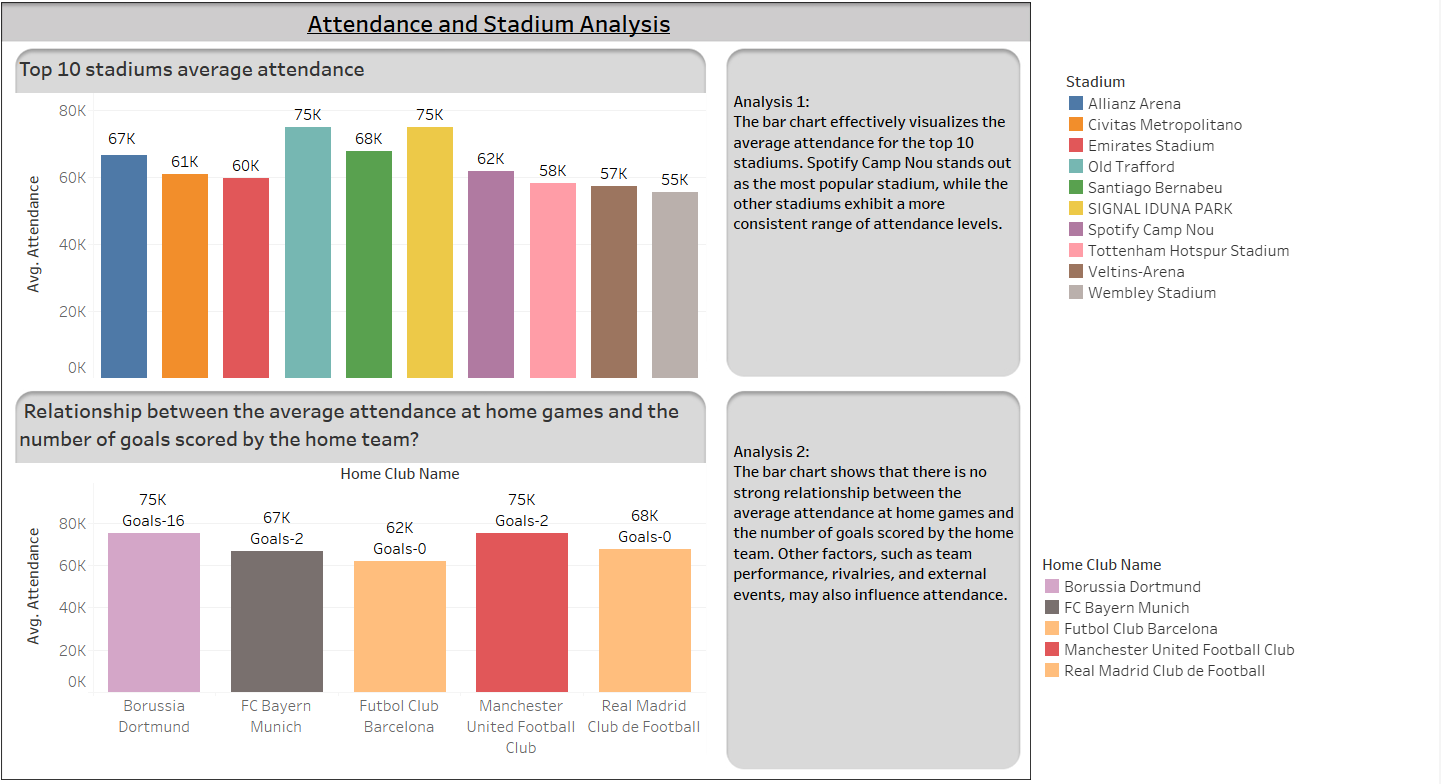 Attendance and Stadium Analysis
Top 10 stadiums average attendance
80K
60K
40K
20K
0K
Avg. Attendance
67K
61K
60K
75K
68K
75K
62K
58K
57K
55K
Analysis 1:
The bar chart effectively visualizes the
average attendance for the top 10
stadiums. Spotify Camp Nou stands out
as the most popular stadium, while the
other stadiums exhibit a more
consistent range of attendance levels.
Stadium
Allianz Arena
Civitas Metropolitano
Emirates Stadium
Old Trafford
Santiago Bernabeu
SIGNAL IDUNA PARK
Spotify Camp Nou
Tottenham Hotspur Stadium
Veltins-Arena
Wembley Stadium
Relationship between the average attendance at home games and the
number of goals scored by the home team?
Home Club Name
80K
60K
40K
20K
0K
Avg. Attendance
75K
Goals-16
67K
Goals-2
62K
Goals-0
75K
Goals-2
68K
Goals-0
Borussia
Dortmund
FC Bayern
Munich
Futbol Club
Barcelona
Manchester
United Football
Club
Real Madrid
Club de Football
Analysis 2:
The bar chart shows that there is no
strong relationship between the
average attendance at home games and
the number of goals scored by the home
team. Other factors, such as team
performance, rivalries, and external
events, may also influence attendance.
Home Club Name
Borussia Dortmund
FC Bayern Munich
Futbol Club Barcelona
Manchester United Football Club
Real Madrid Club de Football